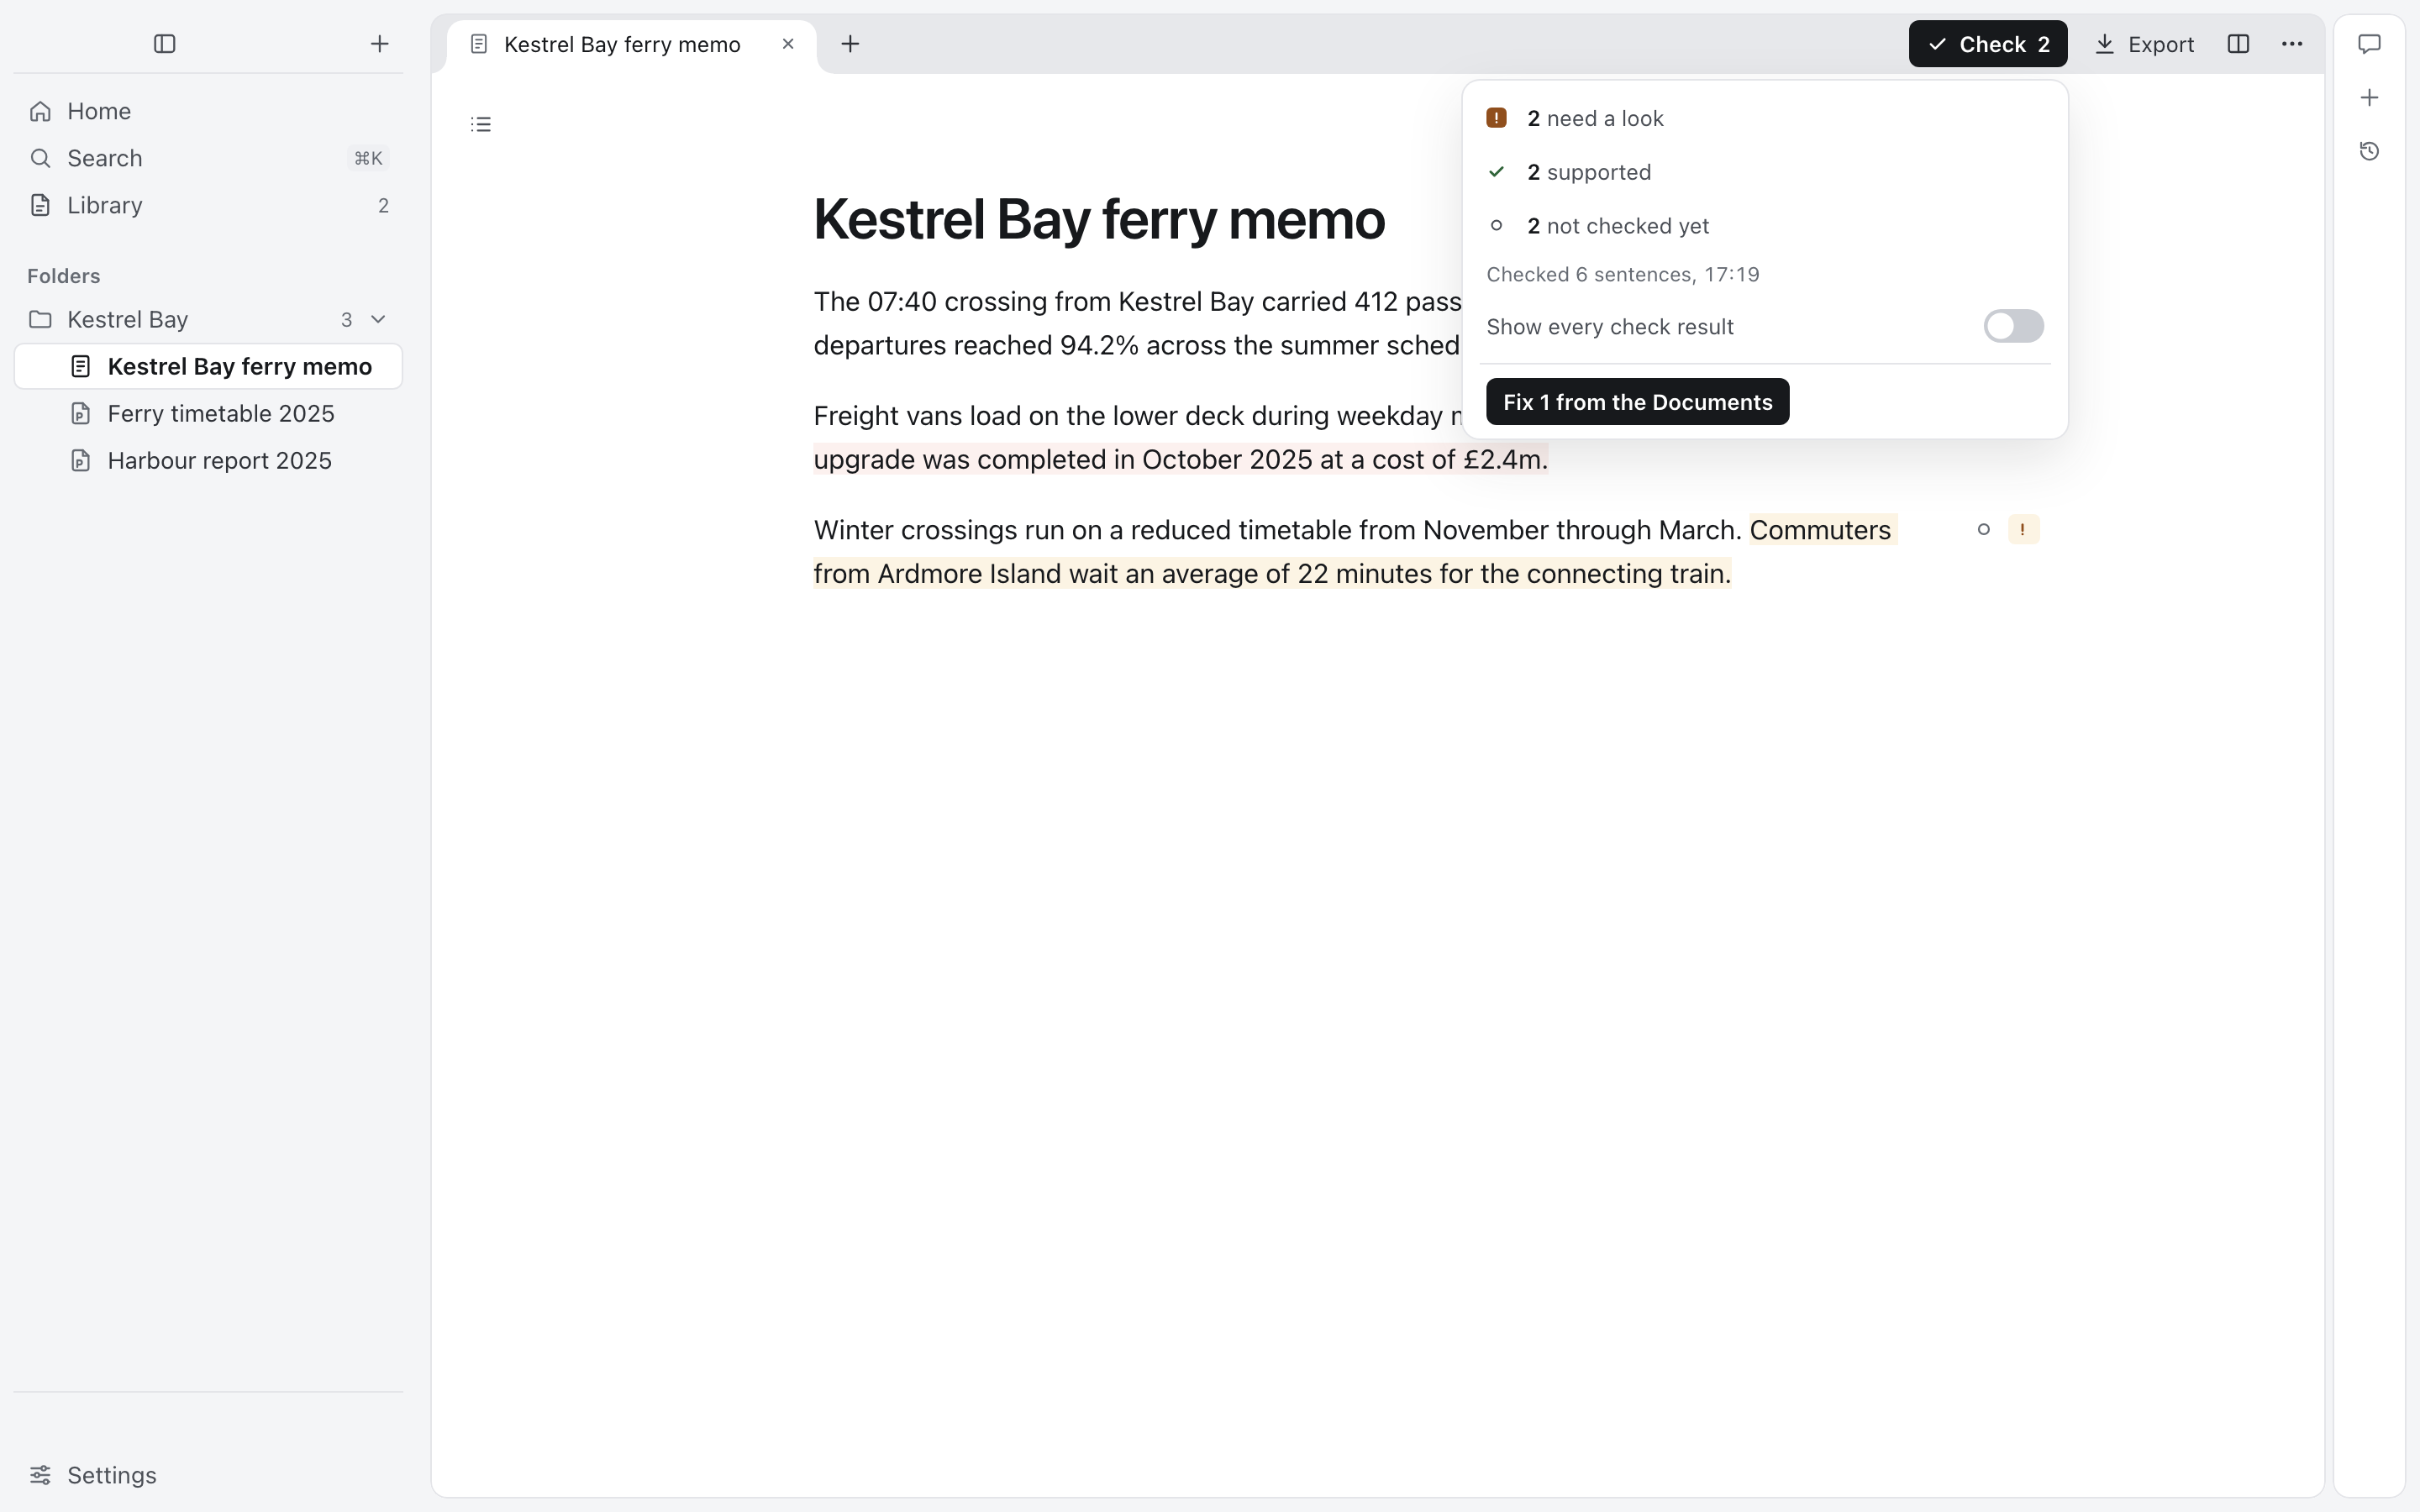 Home
Search ⌘K
Library 2
Folders
Kestrel Bay 3
Kestrel Bay ferry memo
Ferry timetable 2025
Harbour report 2025
Settings
Kestrel Bay ferry memo
Check 2
Export
2 need a look
2 supported
2 not checked yet
Checked 6 sentences, 17:19
Show every check result
Fix 1 from the Documents
Kestrel Bay ferry memo
The 07:40 crossing from Kestrel Bay carried 412
departures reached 94.2% across the summer
Freight vans load on the lower deck during weekday
upgrade was completed in October 2025 at a cost of £2.4m.
Winter crossings run on a reduced timetable from November through March. Commuters
from Ardmore Island wait an average of 22 minutes for the connecting train.